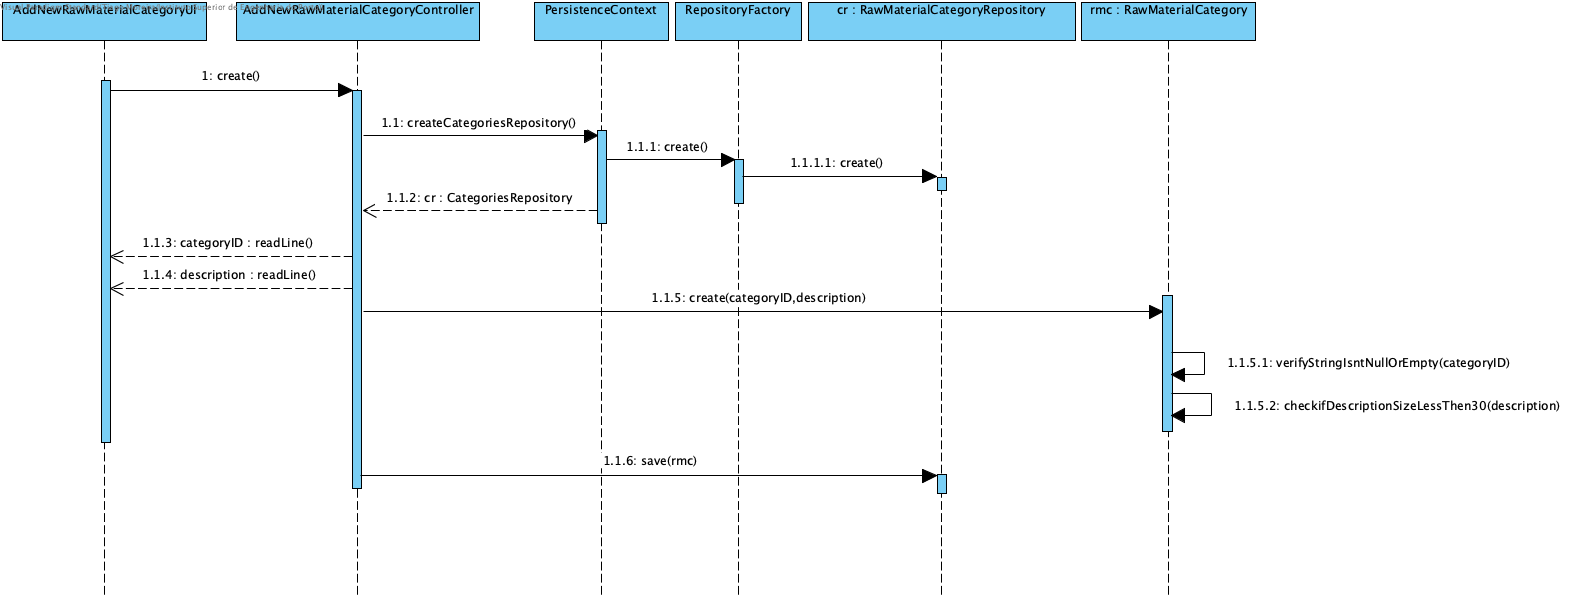 AddNewRawMaterialCategoryUI
AddNewRawMaterialCategoryController
PersistenceContext
RepositoryFactory
cr : RawMaterialCategoryRepository
rmc : RawMaterialCategory
1: create()
1.1: createCategoriesRepository()
1.1.1: create()
1.1.1.1: create()
1.1.2: cr : CategoriesRepository
1.1.3: categoryID : readLine()
1.1.4: description : readLine()
1.1.5: create(categoryID,description)
1.1.5.1: verifyStringIsntNullOrEmpty(categoryID)
1.1.5.2: checkifDescriptionSizeLessThen30(description)
1.1.6: save(rmc)